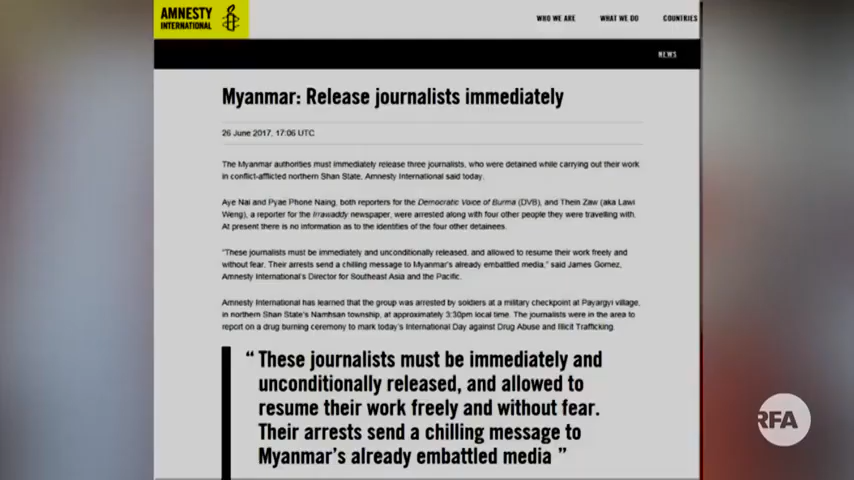 AMNESTY
INTERNATIONAL
WHO WE ARE
WHAT WE DO
COUNTRIES
NEWS
Myanmar: Release journalists immediately
26 June 2017, 17:06 UTC
The Myanmar authorities must immediately release three journalists, who were detained while carrying out their work
in conflict-afflicted northern Shan State, Amnesty International said today.
Aye Nai and Pyae Phone Naing, both reporters for the Democratic Voice of Burma (DVB), and Thein Zaw (aka Lawi
Weng), a reporter for the Irrawaddy newspaper, were arrested along with four other people they were travelling with.
At present there is no information as to the identities of the four other detainees.
"These journalists must be immediately and unconditionally released, and allowed to resume their work freely and
without fear. Their arrests send a chilling message to Myanmar's already embattled media," said James Gomez,
Amnesty International's Director for Southeast Asia and the Pacific.
Amnesty International has learned that the group was arrested by soldiers at a military checkpoint at Payargyi village,
in northern Shan State's Namhsan township, at approximately 3:30pm local time. The journalists were in the area to
report on a drug burning ceremony to mark today's International Day against Drug Abuse and Illicit Trafficking.
“ These journalists must be immediately and
unconditionally released, and allowed to
resume their work freely and without fear.
Their arrests send a chilling message to
Myanmar’s already embattled media ”
RFA